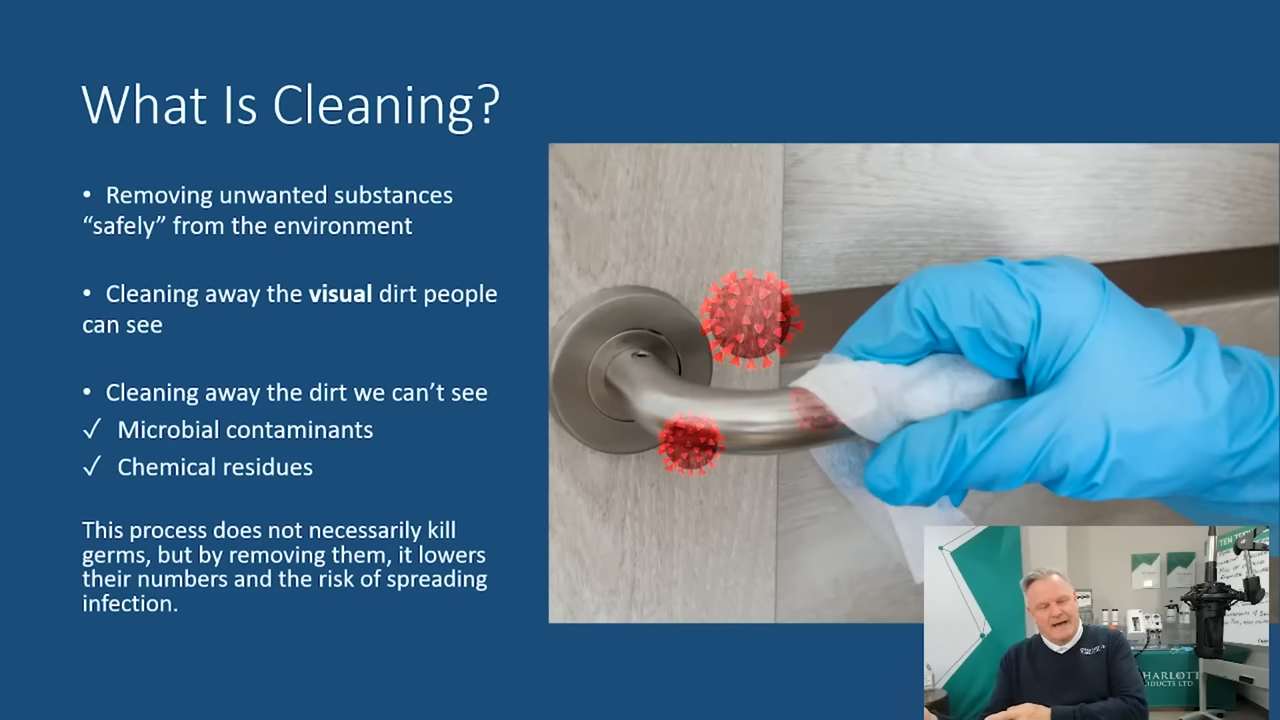 What Is Cleaning?
• Removing unwanted substances
“safely” from the environment
• Cleaning away the visual dirt people
can see
• Cleaning away the dirt we can’t see
✓ Microbial contaminants
✓ Chemical residues
This process does not necessarily kill
germs, but by removing them, it lowers
their numbers and the risk of spreading
infection.
TEN